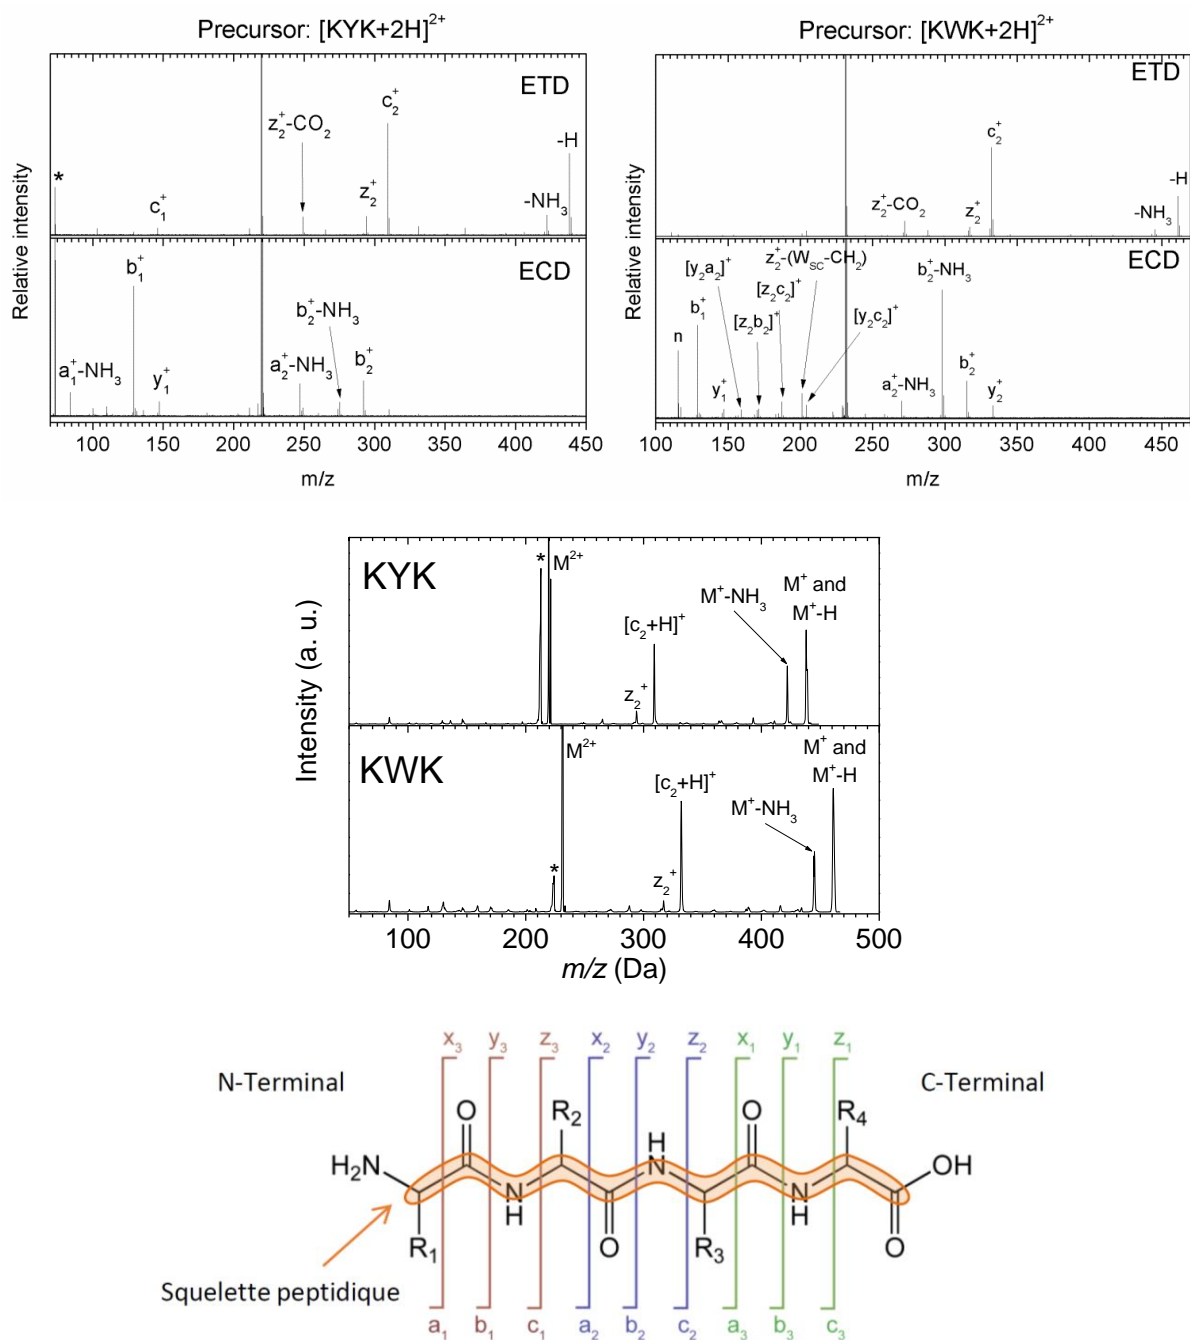 Precursor: [KYK+2H]²⁺
Precursor: [KWK+2H]²⁺
Relative intensity
ETD
*
c₁⁺
z₂⁺-CO₂
c₂⁺
z₂⁺
-NH₃
-H
Relative intensity
ECD
a₁⁺-NH₃
b₁⁺
y₁⁺
a₂⁺-NH₃
b₂⁺-NH₃
b₂⁺
100 150 200 250 300 350 400 450
m/z
Relative intensity
ETD
z₂⁺-CO₂
z₂⁺
c₂⁺
-NH₃
-H
Relative intensity
ECD
n
b₁⁺
y₁⁺
[y₂a₂]⁺
[z₂b₂]⁺
[z₂c₂]⁺
z₂⁺-(W_SC-CH₂)
[y₂c₂]⁺
a₂⁺-NH₃
b₂⁺-NH₃
b₂⁺
y₂⁺
100 150 200 250 300 350 400 450
m/z
Intensity (a. u.)
KYK
*
M²⁺
z₂⁺
[c₂+H]⁺
M⁺-NH₃
M⁺ and
M⁺-H
KWK
*
M²⁺
z₂⁺
[c₂+H]⁺
M⁺-NH₃
M⁺ and
M⁺-H
100 200 300 400 500
m/z (Da)
x₃ y₃ z₃ x₂ y₂ z₂ x₁ y₁ z₁
N-Terminal
C-Terminal
O R₂ H O R₄
H₂N N OH
N N
H H
R₁ O R₃ O
Squelette peptidique
a₁ b₁ c₁ a₂ b₂ c₂ a₃ b₃ c₃